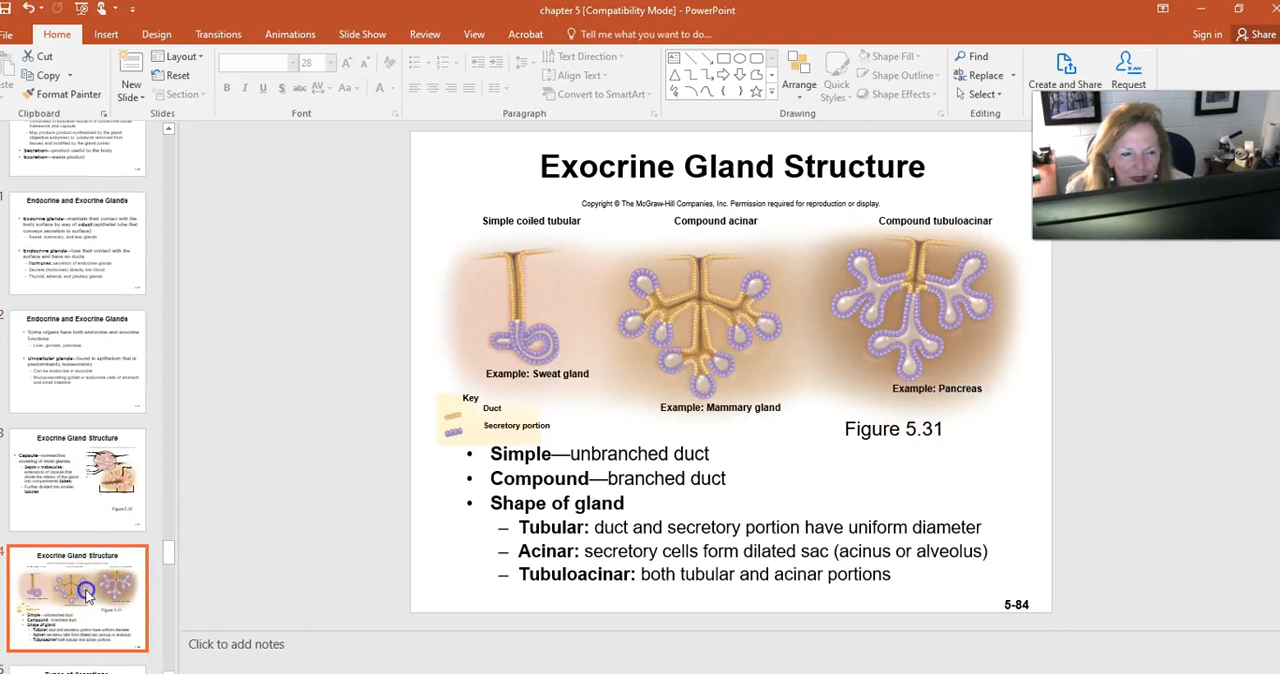 chapter 5 [Compatibility Mode] - PowerPoint
File Home Insert Design Transitions Animations Slide Show Review View Acrobat Tell me what you want to do... Sign in Share
Cut
Copy
Format Painter
Clipboard
New Slide
Layout
Reset
Section
Slides
28
Font
Text Direction
Align Text
Convert to SmartArt
Paragraph
Arrange
Quick Styles
Shape Fill
Shape Outline
Shape Effects
Drawing
Find
Replace
Select
Editing
Create and Share
Request
Endocrine and Exocrine Glands
Endocrine and Exocrine Glands
Exocrine Gland Structure
Exocrine Gland Structure
Exocrine Gland Structure
Copyright © The McGraw-Hill Companies, Inc. Permission required for reproduction or display.
Simple coiled tubular
Compound acinar
Compound tubuloacinar
Example: Sweat gland
Example: Mammary gland
Example: Pancreas
Key
Duct
Secretory portion
Figure 5.31
• Simple—unbranched duct
• Compound—branched duct
• Shape of gland
– Tubular: duct and secretory portion have uniform diameter
– Acinar: secretory cells form dilated sac (acinus or alveolus)
– Tubuloacinar: both tubular and acinar portions
5-84
Click to add notes